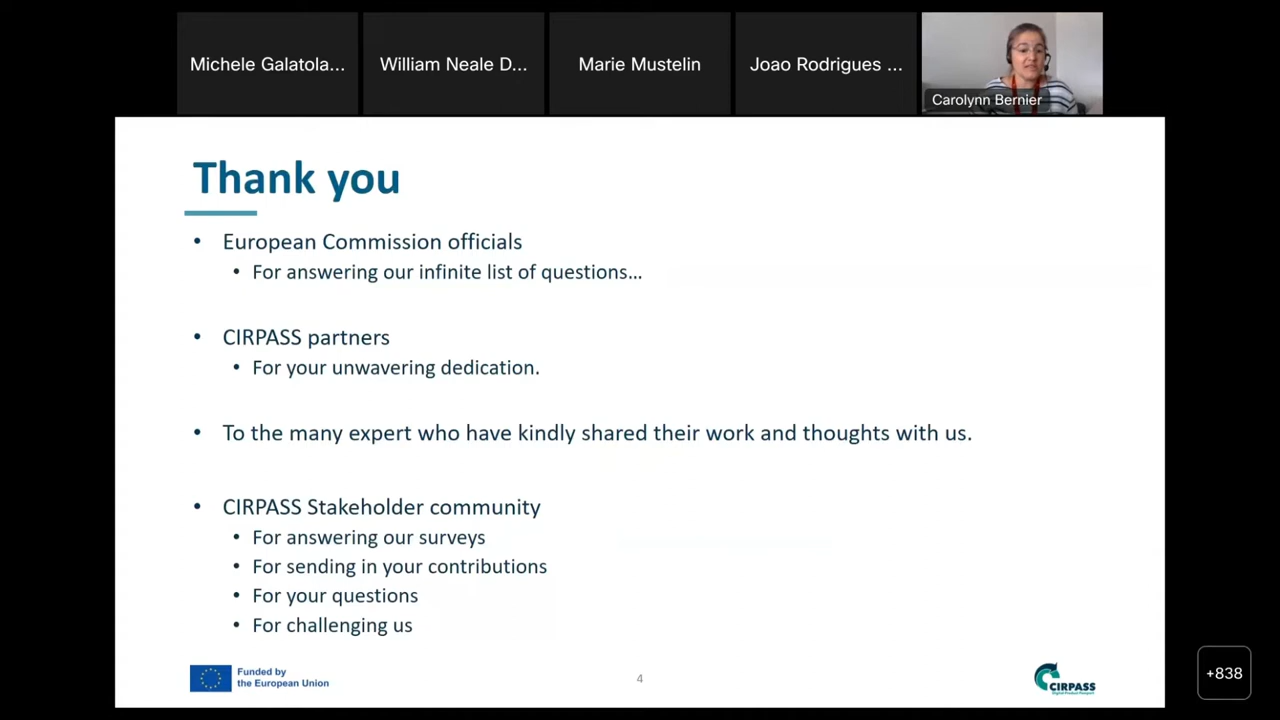 Michele Galatola...
William Neale D...
Marie Mustelin
Joao Rodrigues ...
Carolynn Bernier
Thank you
• European Commission officials
• For answering our infinite list of questions…
• CIRPASS partners
• For your unwavering dedication.
• To the many expert who have kindly shared their work and thoughts with us.
• CIRPASS Stakeholder community
• For answering our surveys
• For sending in your contributions
• For your questions
• For challenging us
Funded by
the European Union
4
CIRPASS
Digital Product Passport
+838